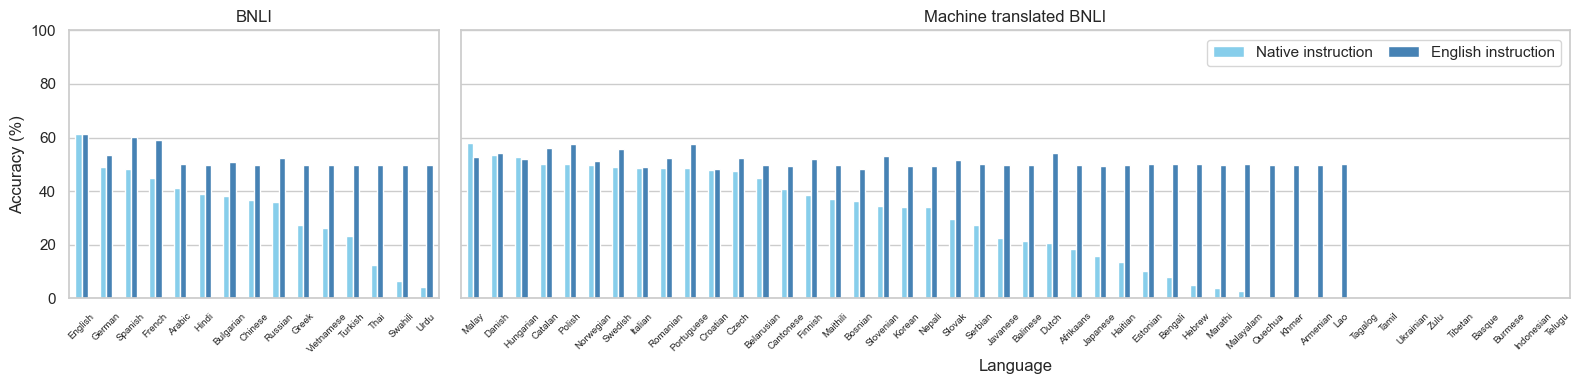 BNLI
Machine translated BNLI
Accuracy (%)
100
80
60
40
20
0
Native instruction
English instruction
English
German
Spanish
French
Arabic
Hindi
Bulgarian
Chinese
Russian
Greek
Vietnamese
Turkish
Thai
Swahili
Urdu
Malay
Danish
Hungarian
Catalan
Polish
Norwegian
Swedish
Italian
Romanian
Portuguese
Croatian
Czech
Belarusian
Cantonese
Finnish
Maithili
Bosnian
Slovenian
Korean
Nepali
Slovak
Serbian
Javanese
Balinese
Dutch
Afrikaans
Japanese
Haitian
Estonian
Bengali
Hebrew
Marathi
Malayalam
Quechua
Khmer
Armenian
Lao
Tagalog
Tamil
Ukrainian
Zulu
Tibetan
Basque
Burmese
Indonesian
Telugu
Language